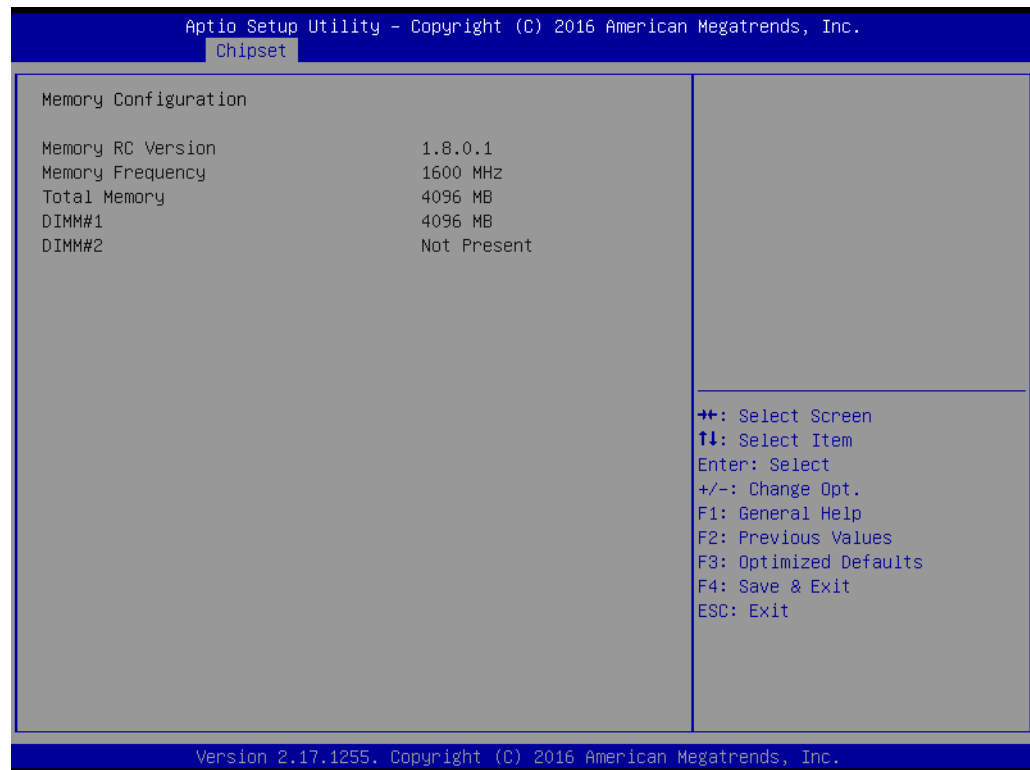 Aptio Setup Utility – Copyright (C) 2016 American Megatrends, Inc.
Chipset
Memory Configuration
Memory RC Version 1.8.0.1
Memory Frequency 1600 MHz
Total Memory 4096 MB
DIMM#1 4096 MB
DIMM#2 Not Present
→←: Select Screen
↑↓: Select Item
Enter: Select
+/-: Change Opt.
F1: General Help
F2: Previous Values
F3: Optimized Defaults
F4: Save & Exit
ESC: Exit
Version 2.17.1255. Copyright (C) 2016 American Megatrends, Inc.